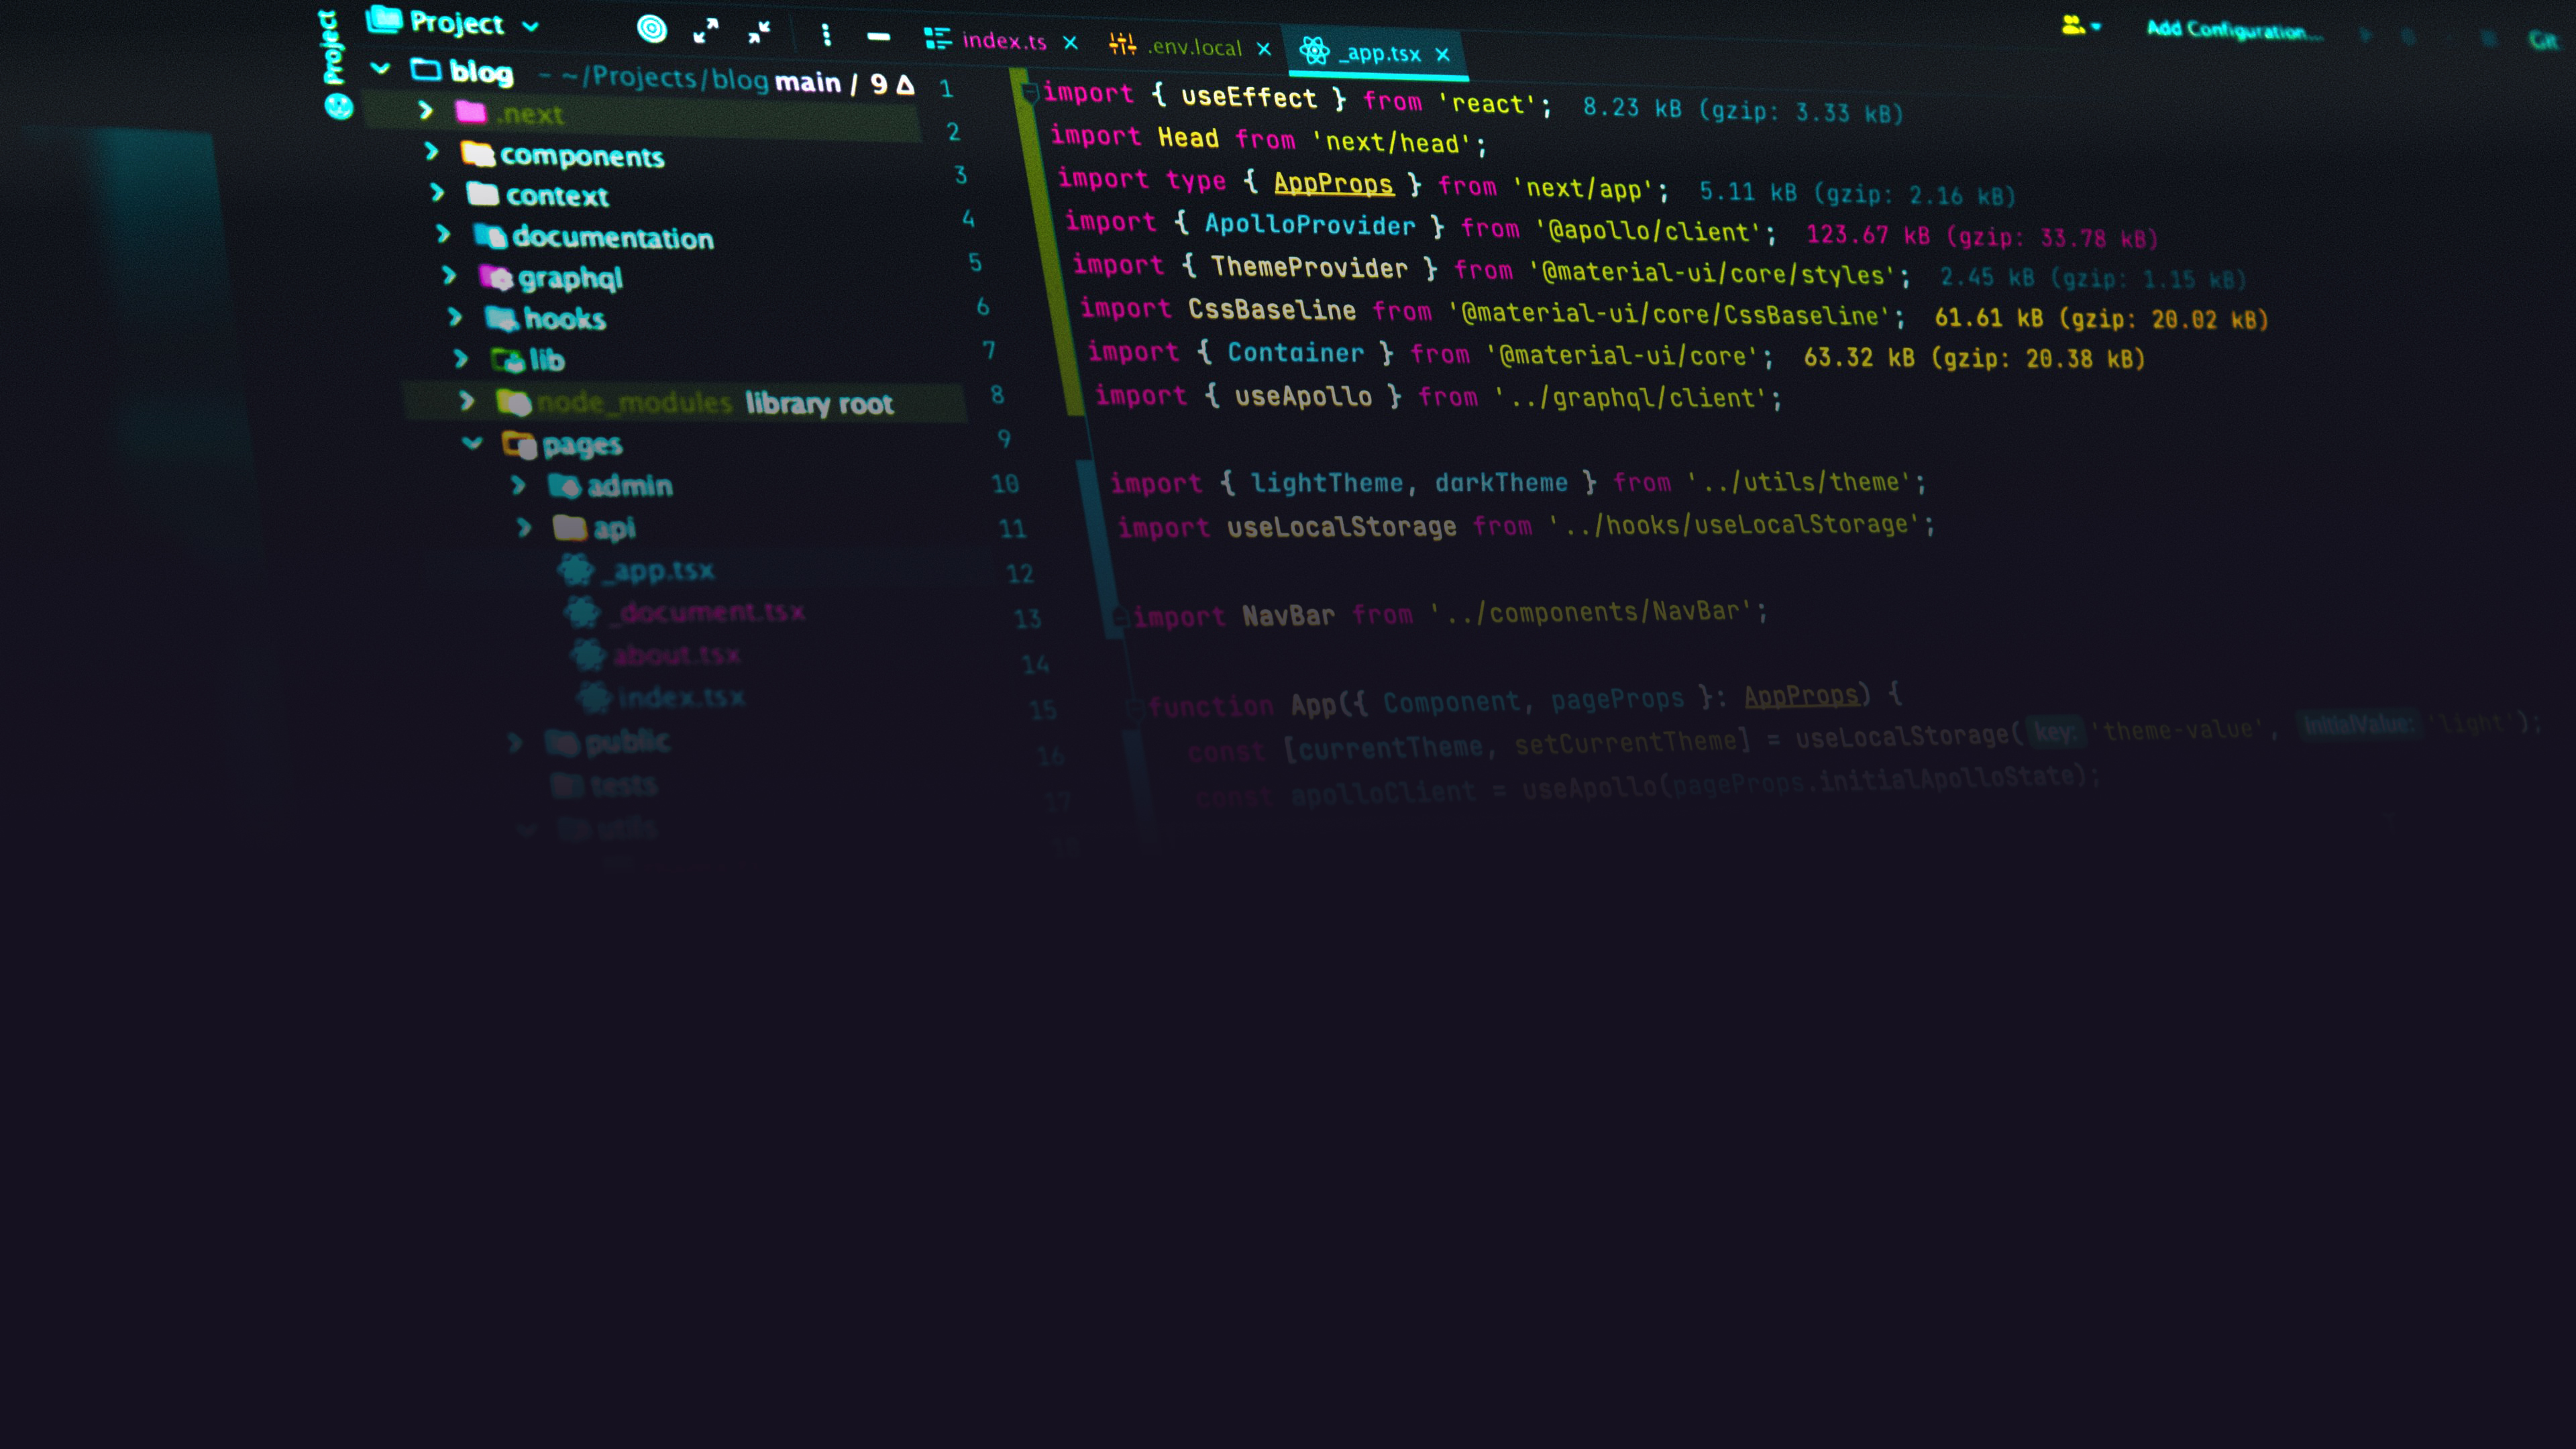 Project
Project
index.ts
.env.local
_app.tsx
Add Configuration...
Git
blog ~/Projects/blog main / 9 Δ
.next
components
context
documentation
graphql
hooks
lib
node_modules library root
pages
admin
api
_app.tsx
_document.tsx
about.tsx
index.tsx
public
tests
utils
1 import { useEffect } from 'react'; 8.23 kB (gzip: 3.33 kB)
2 import Head from 'next/head';
3 import type { AppProps } from 'next/app'; 5.11 kB (gzip: 2.16 kB)
4 import { ApolloProvider } from '@apollo/client'; 123.67 kB (gzip: 33.78 kB)
5 import { ThemeProvider } from '@material-ui/core/styles'; 2.45 kB (gzip: 1.15 kB)
6 import CssBaseline from '@material-ui/core/CssBaseline'; 61.61 kB (gzip: 20.02 kB)
7 import { Container } from '@material-ui/core'; 63.32 kB (gzip: 20.38 kB)
8 import { useApollo } from '../graphql/client';
9
10 import { lightTheme, darkTheme } from '../utils/theme';
11 import useLocalStorage from '../hooks/useLocalStorage';
12
13 import NavBar from '../components/NavBar';
14
15 function App({ Component, pageProps }: AppProps) {
16 const [currentTheme, setCurrentTheme] = useLocalStorage( key: 'theme-value', initialValue: 'light');
17 const apolloClient = useApollo(pageProps.initialApolloState);
18